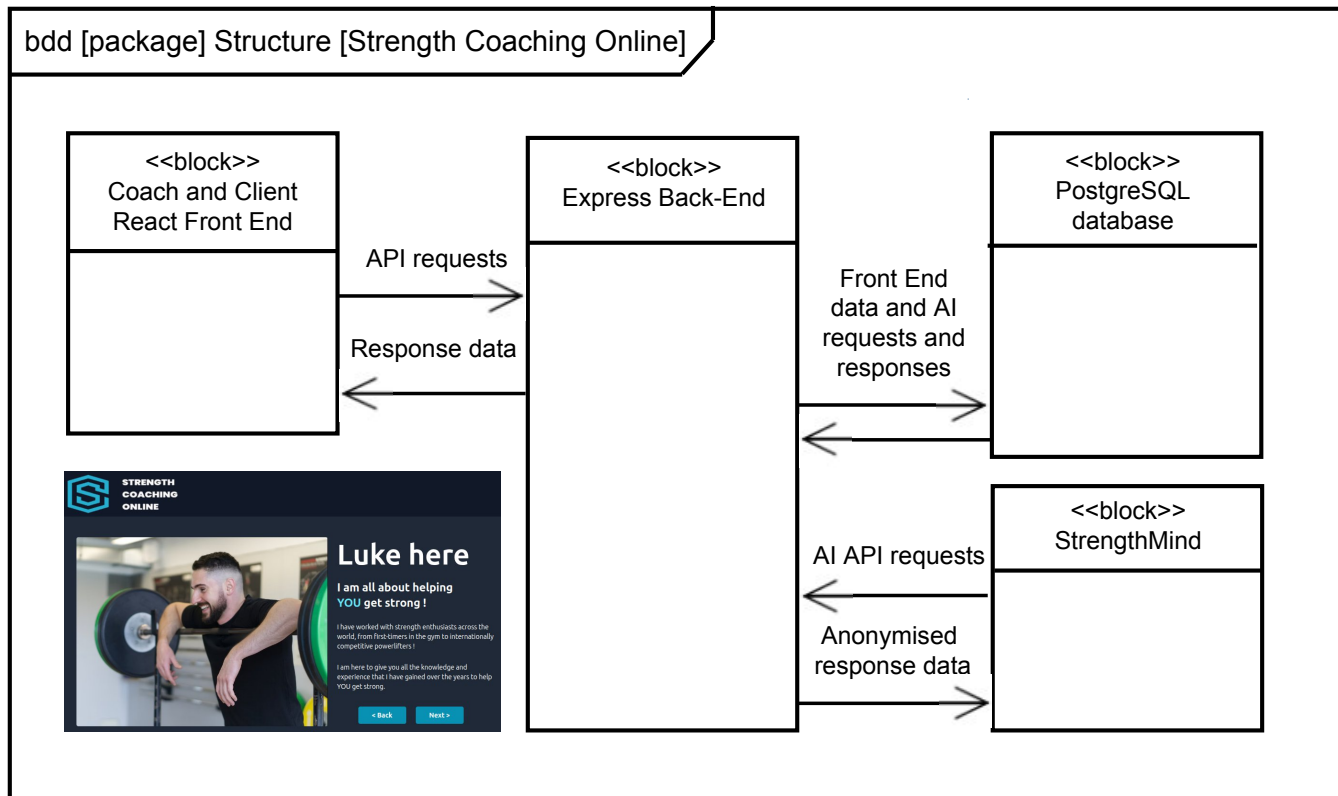 bdd [package] Structure [Strength Coaching Online]
<<block>>
Coach and Client
React Front End
<<block>>
Express Back-End
<<block>>
PostgreSQL
database
API requests
Response data
Front End
data and AI
requests and
responses
STRENGTH
COACHING
ONLINE
Luke here
I am all about helping
YOU get strong !
I have worked with strength enthusiasts across the
world, from first-timers in the gym to internationally
competitive powerlifters !
I am here to give you all the knowledge and
experience that I have gained over the years to help
YOU get strong.
< Back
Next >
<<block>>
StrengthMind
AI API requests
Anonymised
response data